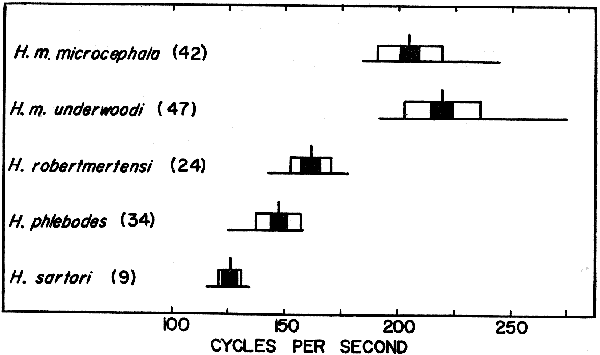 H. m. microcephala (42)
H. m. underwoodi (47)
H. robertmertensi (24)
H. phlebodes (34)
H. sartori (9)
100 150 200 250
CYCLES PER SECOND